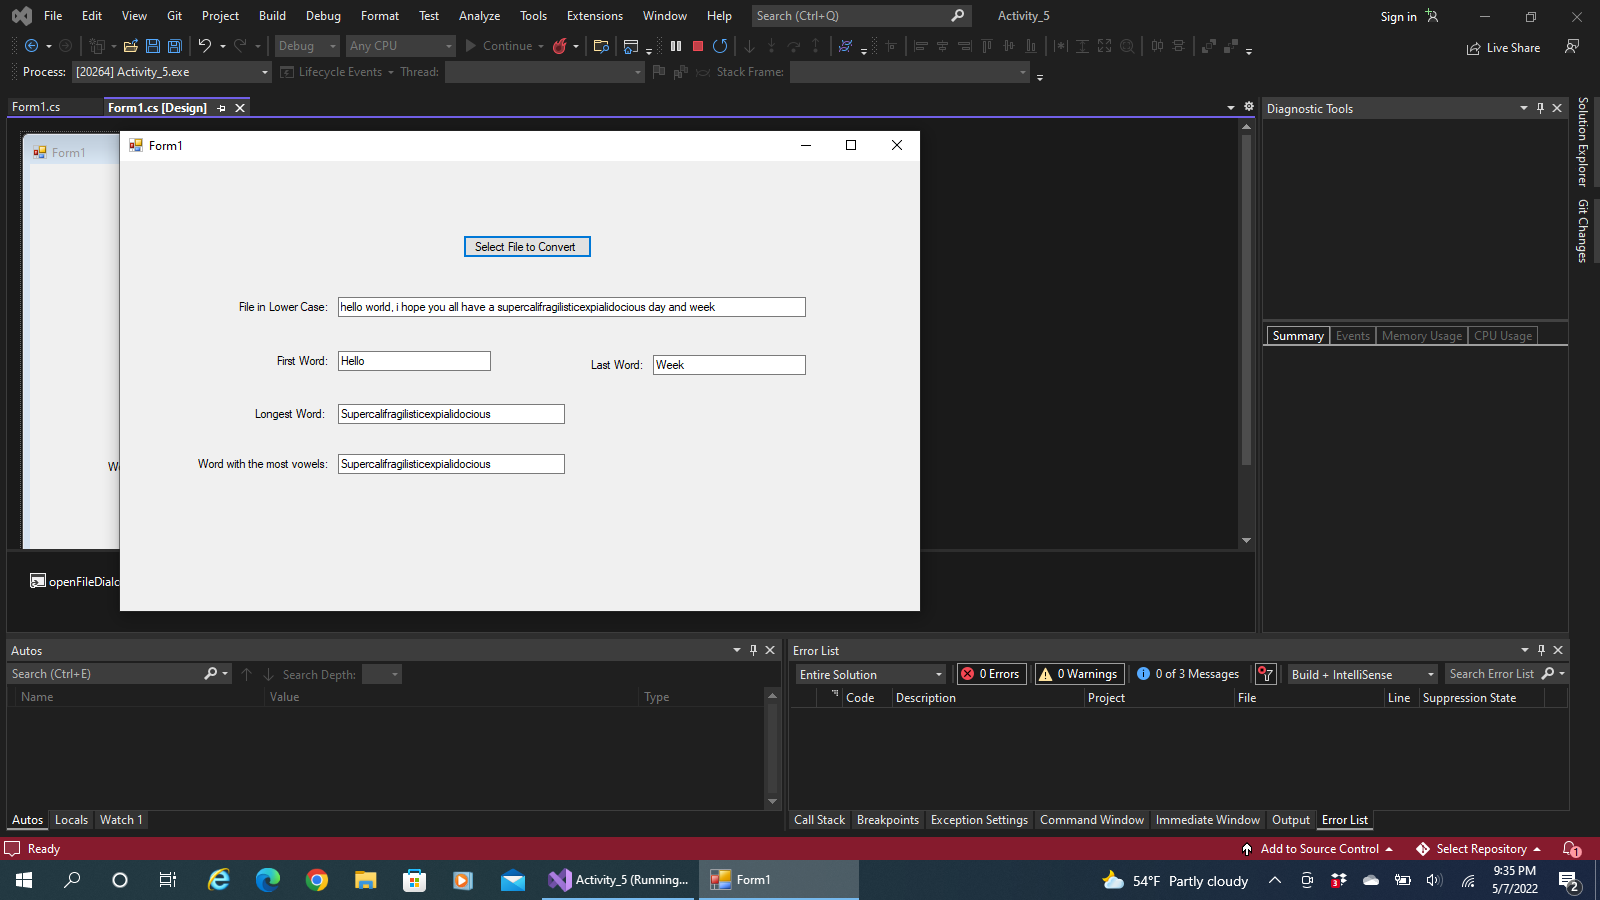 File Edit View Git Project Build Debug Format Test Analyze Tools Extensions Window Help Search (Ctrl+Q) Activity_5 Sign in
Debug Any CPU Continue Live Share
Process: [20264] Activity_5.exe Lifecycle Events Thread: Stack Frame:
Form1.cs Form1.cs [Design]
Diagnostic Tools
Solution Explorer
Git Changes
Form1
Form1
Select File to Convert
File in Lower Case: hello world, i hope you all have a supercalifragilisticexpialidocious day and week
First Word: Hello
Last Word: Week
Longest Word: Supercalifragilisticexpialidocious
Word with the most vowels: Supercalifragilisticexpialidocious
Wo
openFileDialo
Summary Events Memory Usage CPU Usage
Autos
Search (Ctrl+E) Search Depth:
Name Value Type
Autos Locals Watch 1
Error List
Entire Solution 0 Errors 0 Warnings 0 of 3 Messages Build + IntelliSense Search Error List
Code Description Project File Line Suppression State
Call Stack Breakpoints Exception Settings Command Window Immediate Window Output Error List
Ready Add to Source Control Select Repository 1
Activity_5 (Running... Form1 54°F Partly cloudy 3 9:35 PM
5/7/2022 2